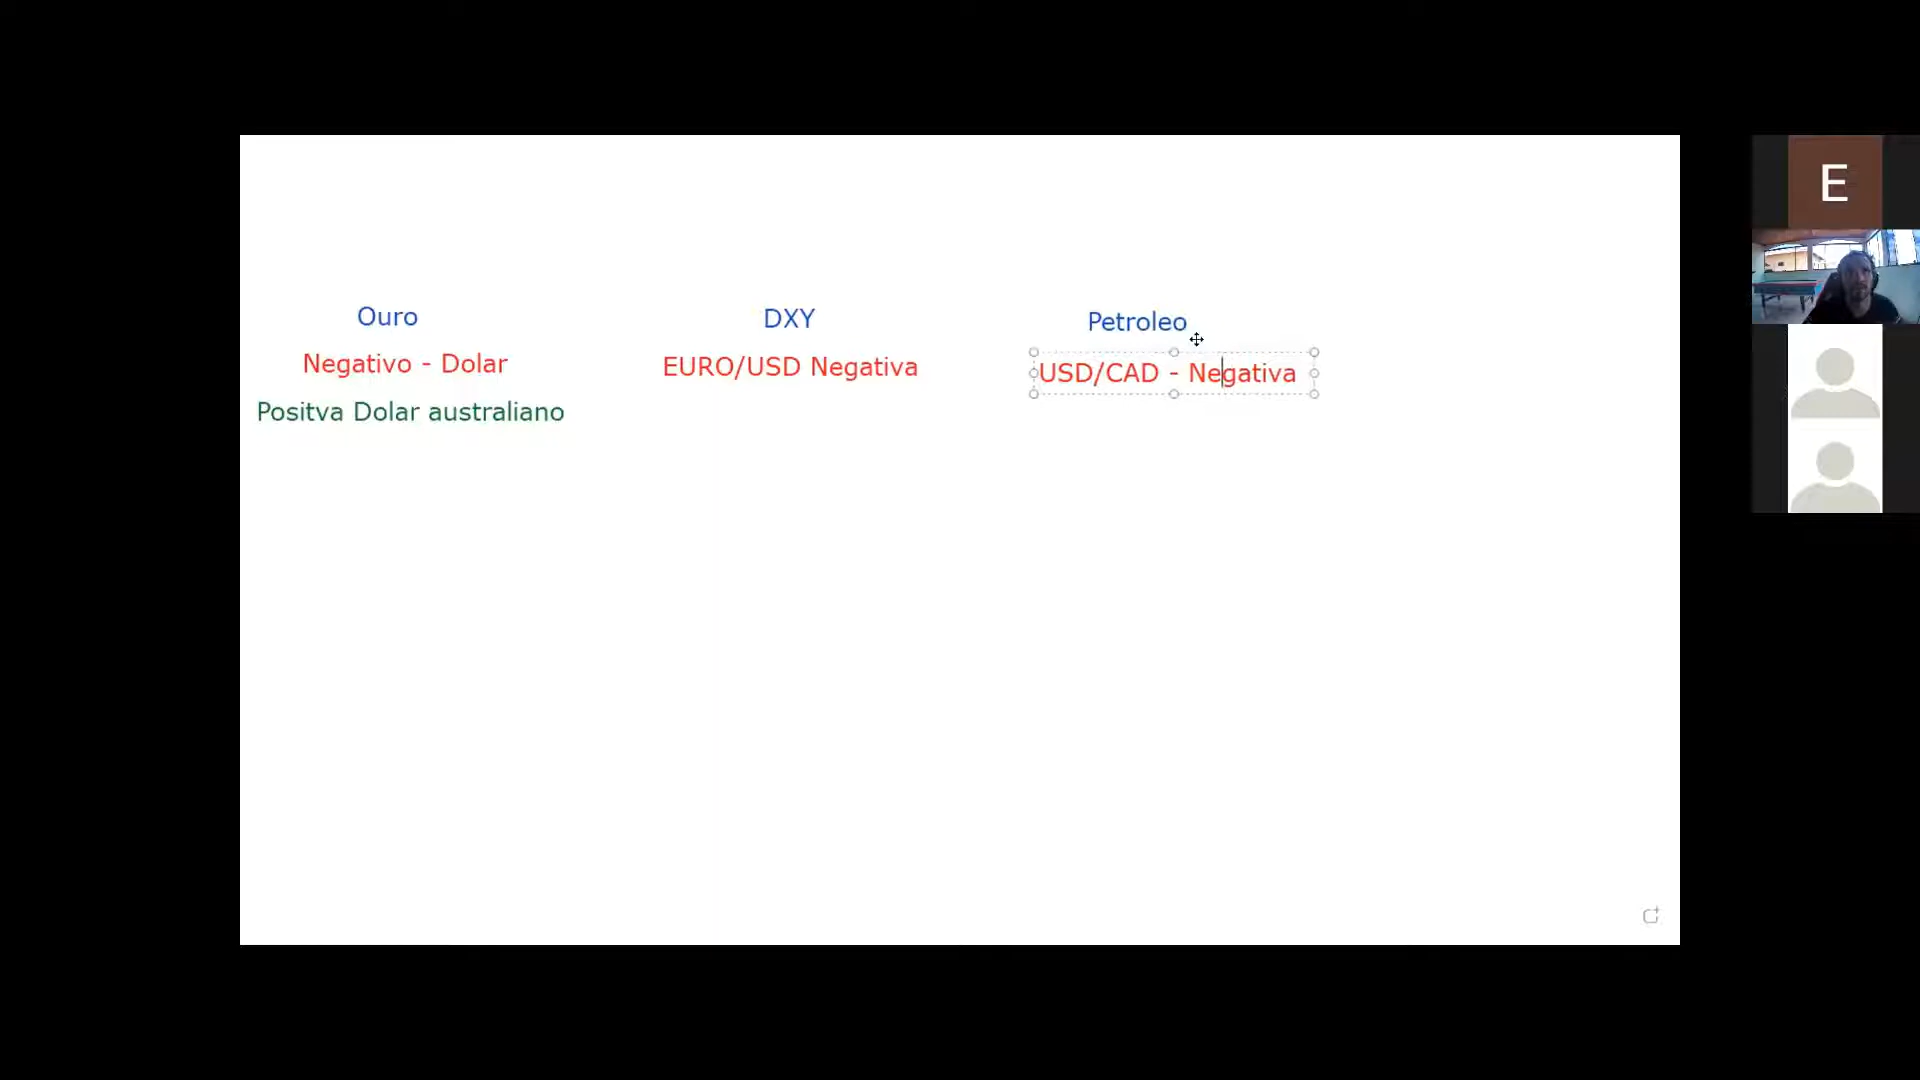 Ouro
Negativo - Dolar
Positva Dolar australiano
DXY
EURO/USD Negativa
Petroleo
USD/CAD - Negativa
E